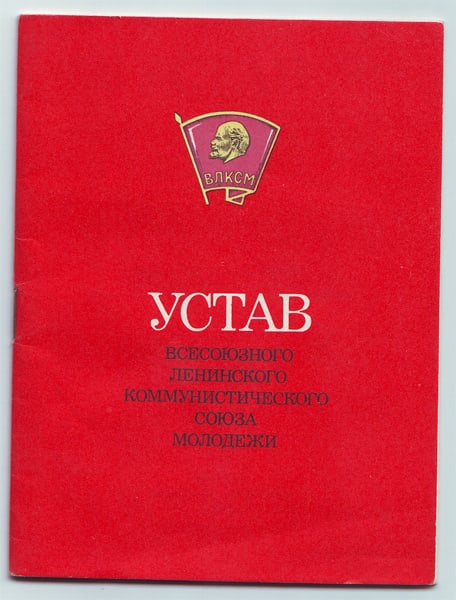 ВЛКСМ
УСТАВ
ВСЕСОЮЗНОГО
ЛЕНИНСКОГО
КОММУНИСТИЧЕСКОГО
СОЮЗА
МОЛОДЕЖИ